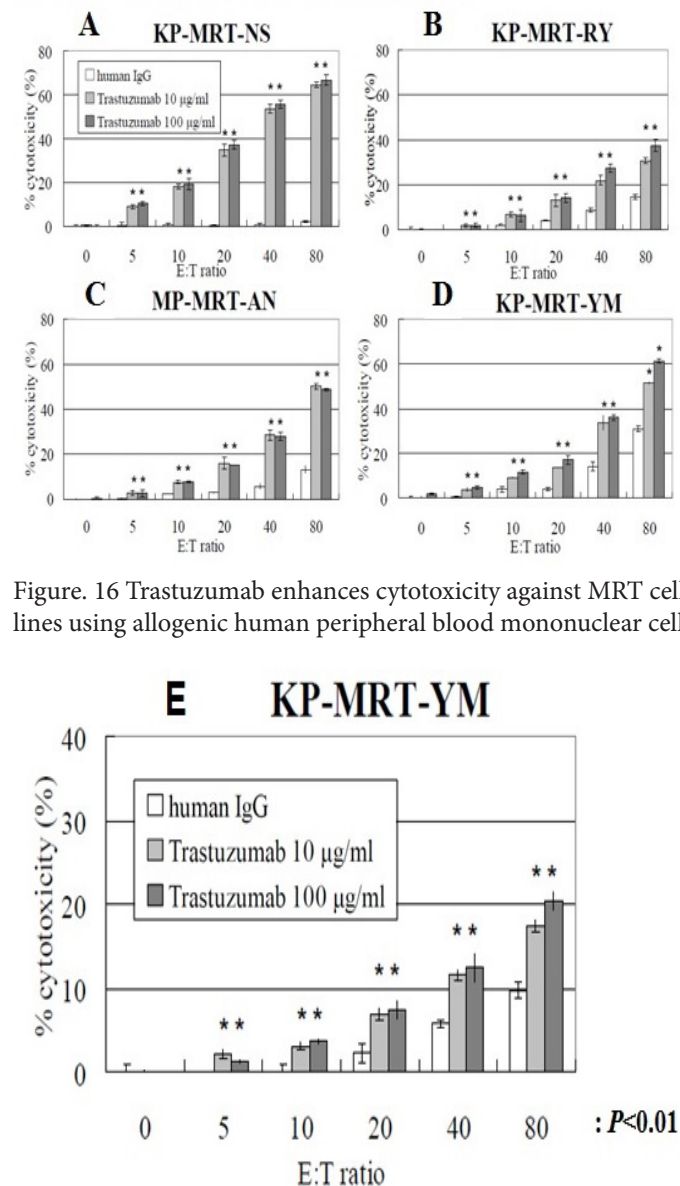 A KP-MRT-NS
% cytotoxicity (%)
80
60
40
20
0
human IgG
Trastuzumab 10 µg/ml
Trastuzumab 100 µg/ml
* * * * * * * * * *
0 5 10 20 40 80
E:T ratio
B KP-MRT-RY
% cytotoxicity (%)
80
60
40
20
0
* * * * * * * * * *
0 5 10 20 40 80
E:T ratio
C MP-MRT-AN
% cytotoxicity (%)
80
60
40
20
0
* * * * * * * * * *
0 5 10 20 40 80
E:T ratio
D KP-MRT-YM
% cytotoxicity (%)
80
60
40
20
0
* * * * * * * * * *
0 5 10 20 40 80
E:T ratio
Figure. 16 Trastuzumab enhances cytotoxicity against MRT cell
lines using allogenic human peripheral blood mononuclear cell
E KP-MRT-YM
% cytotoxicity (%)
40
30
20
10
0
human IgG
Trastuzumab 10 µg/ml
Trastuzumab 100 µg/ml
* * * * * * * * * *
0 5 10 20 40 80
: P<0.01
E:T ratio